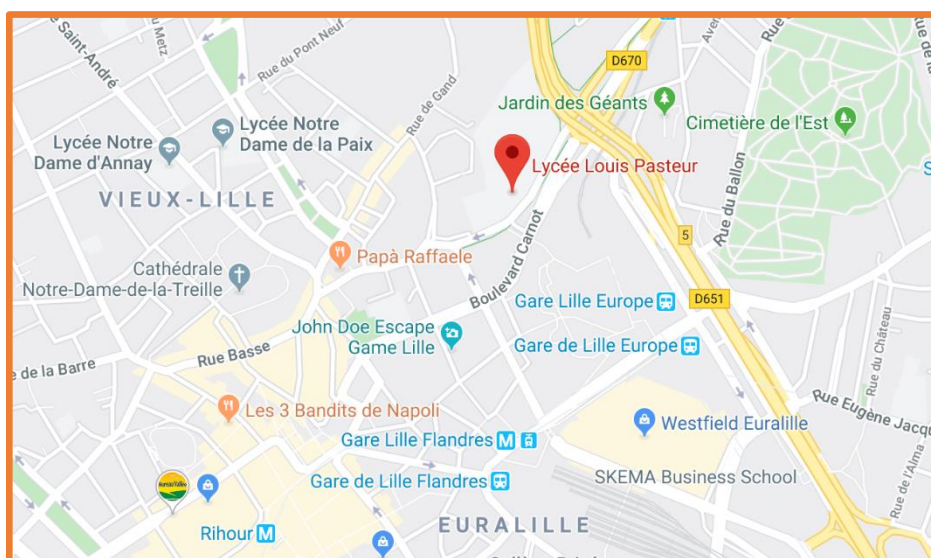 Saint-André
Metz
Rue du Pont Neuf
Rue de Gand
D670
Jardin des Géants
Cimetière de l'Est
Lycée Notre
Dame d'Annay
Lycée Notre
Dame de la Paix
Lycée Louis Pasteur
VIEUX-LILLE
Rue du Ballon
Papà Raffaele
Boulevard Carnot
5
Cathédrale
Notre-Dame-de-la-Treille
Gare Lille Europe
D651
John Doe Escape
Game Lille
Gare de Lille Europe
Rue Basse
de la Barre
Rue du Château
Les 3 Bandits de Napoli
Rue Eugène Jacq
Westfield Euralille
Gare Lille Flandres M
SKEMA Business School
Gare de Lille Flandres
Rue de l'Alma
Rihour M
EURALILLE